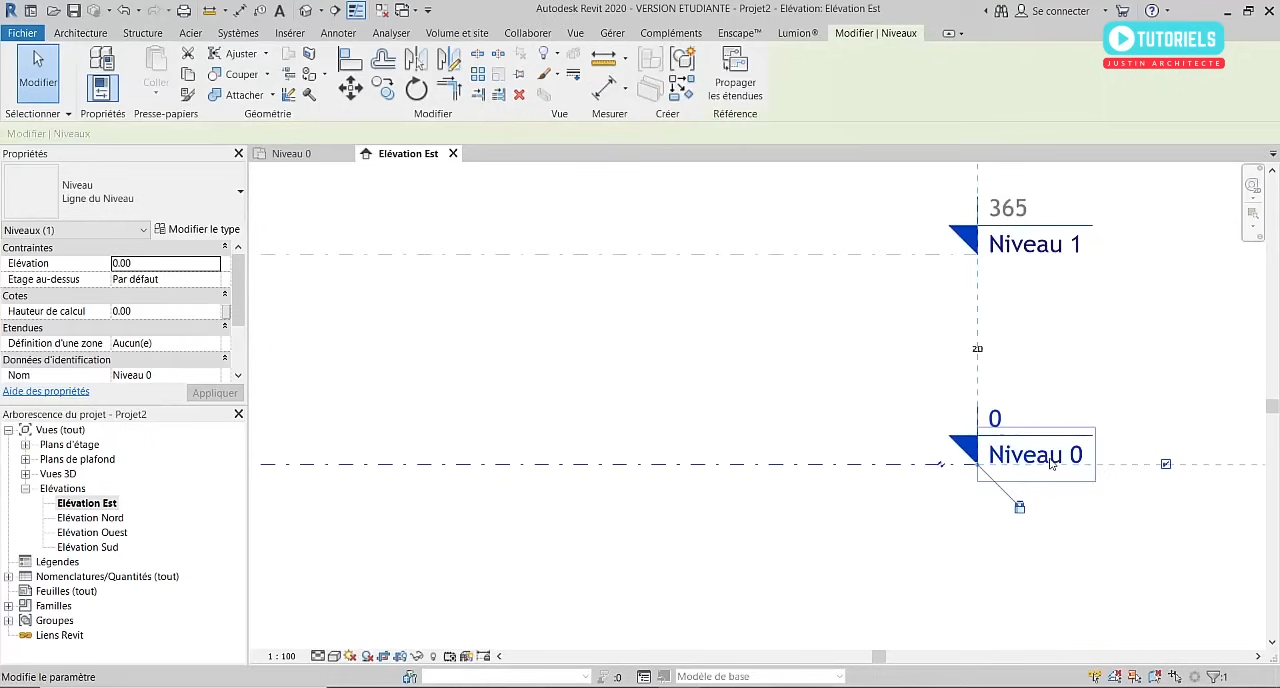 Autodesk Revit 2020 - VERSION ETUDIANTE - Projet2 - Elévation: Elévation Est
Se connecter
Fichier Architecture Structure Acier Systèmes Insérer Annoter Analyser ume et site Collaborer Vue Gérer Compléments Enscape™ Lumion® Modifier | Niveaux
TUTORIELS
JUSTIN ARCHITECTE
Modifier
Coller
Ajuster
Couper
Attacher
Propager
les étendues
Sélectionner Propriétés Presse-papiers Géométrie Modifier Vue Mesurer Créer Référence
Modifier | Niveaux
Propriétés
Niveau 0
Elévation Est
Niveau
Ligne du Niveau
Niveaux (1)
Modifier le type
Contraintes
Elévation 0.00
Etage au-dessus Par défaut
Cotes
Hauteur de calcul 0.00
Etendues
Définition d'une zone Aucun(e)
Données d'identification
Nom Niveau 0
Aide des propriétés
Appliquer
Arborescence du projet - Projet2
Vues (tout)
Plans d'étage
Plans de plafond
Vues 3D
Elévations
Elévation Est
Elévation Nord
Elévation Ouest
Elévation Sud
Légendes
Nomenclatures/Quantités (tout)
Feuilles (tout)
Familles
Groupes
Liens Revit
365
Niveau 1
2D
0
Niveau 0
1 : 100
Modifie le paramètre
:0
Modèle de base
:1